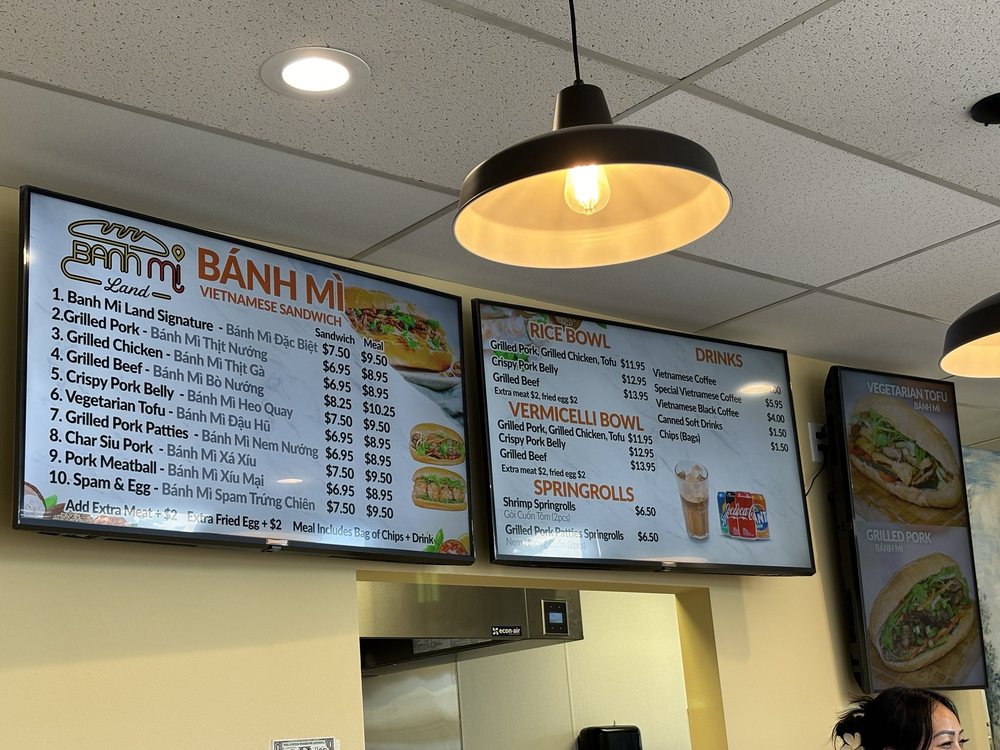 BANH MI
Land
BÁNH MÌ
VIETNAMESE SANDWICH
Sandwich Meal
1. Banh Mi Land Signature - Bánh Mì Đặc Biệt $7.50 $9.50
2.Grilled Pork - Bánh Mì Thịt Nướng $6.95 $8.95
3. Grilled Chicken - Bánh Mì Thịt Gà $6.95 $8.95
4. Grilled Beef - Bánh Mì Bò Nướng $8.25 $10.25
5. Crispy Pork Belly - Bánh Mì Heo Quay $7.50 $9.50
6. Vegetarian Tofu - Bánh Mì Đậu Hũ $6.95 $8.95
7. Grilled Pork Patties - Bánh Mì Nem Nướng $6.95 $8.95
8. Char Siu Pork - Bánh Mì Xá Xíu $7.50 $9.50
9. Pork Meatball - Bánh Mì Xíu Mại $6.95 $8.95
10. Spam & Egg - Bánh Mì Spam Trứng Chiên $7.50 $9.50
Add Extra Meat + $2 Extra Fried Egg + $2 Meal Includes Bag of Chips + Drink
RICE BOWL
Grilled Pork, Grilled Chicken, Tofu $11.95
Crispy Pork Belly $12.95
Grilled Beef $13.95
Extra meat $2, fried egg $2
VERMICELLI BOWL
Grilled Pork, Grilled Chicken, Tofu $11.95
Crispy Pork Belly $12.95
Grilled Beef $13.95
Extra meat $2, fried egg $2
SPRINGROLLS
Shrimp Springrolls $6.50
Gỏi Cuốn Tôm (2pcs)
Grilled Pork Patties Springrolls $6.50
Cuốn (2pcs)
DRINKS
Vietnamese Coffee
Special Vietnamese Coffee $5.95
Vietnamese Black Coffee $4.00
Canned Soft Drinks $1.50
Chips (Bags) $1.50
Coca-Cola
VEGETARIAN TOFU
BÁNH MÌ
GRILLED PORK
BÁNH MÌ
econ-air